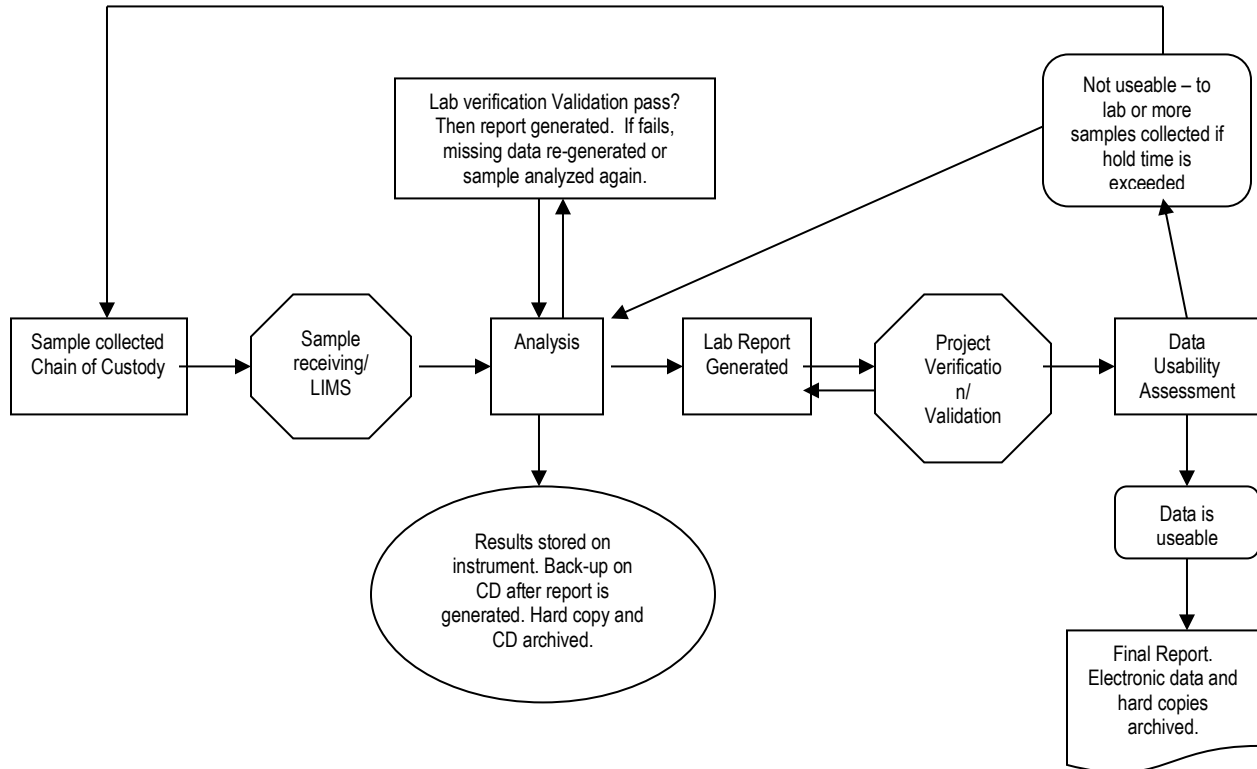 Lab verification Validation pass?
Then report generated.  If fails,
missing data re-generated or
sample analyzed again.
Not useable – to
lab or more
samples collected if
hold time is
exceeded
Sample collected
Chain of Custody
Sample
receiving/
LIMS
Analysis
Lab Report
Generated
Project
Verificatio
n/
Validation
Data
Usability
Assessment
Results stored on
instrument. Back-up on
CD after report is
generated. Hard copy and
CD archived.
Data is
useable
Final Report.
Electronic data and
hard copies
archived.